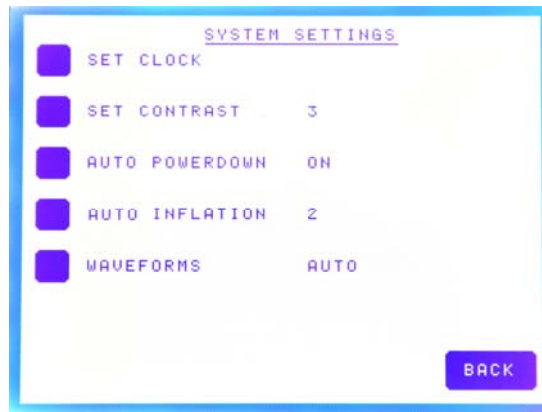 SYSTEM SETTINGS
SET CLOCK
SET CONTRAST 3
AUTO POWERDOWN ON
AUTO INFLATION 2
WAVEFORMS AUTO
BACK